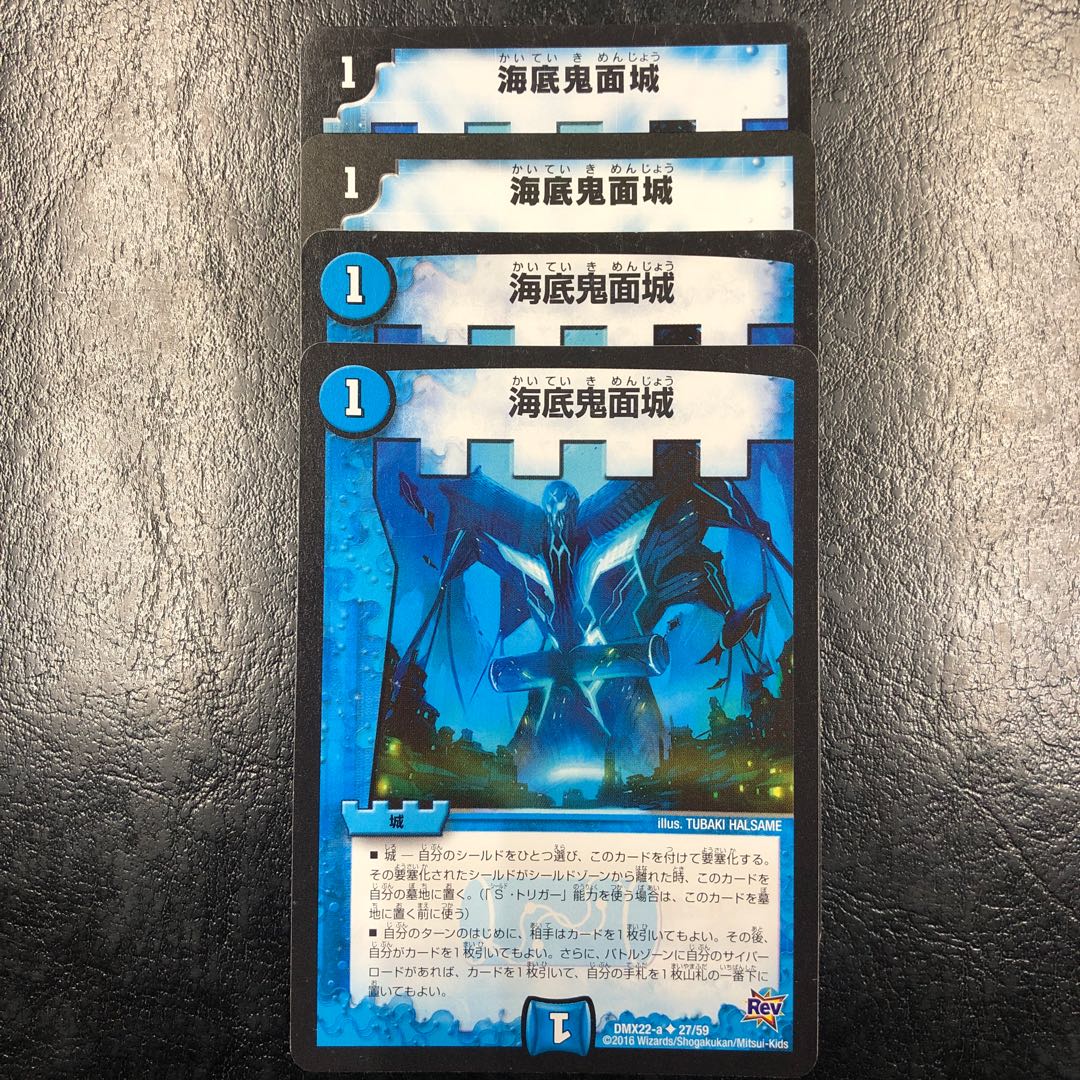 1
かいてい き めんじょう
海底鬼面城
1
かいてい き めんじょう
海底鬼面城
1
かいてい き めんじょう
海底鬼面城
1
かいてい き めんじょう
海底鬼面城
城
illus. TUBAKI HALSAME
■ 城 ― 自分のシールドをひとつ選び、このカードを付けて要塞化する。
その要塞化されたシールドがシールドゾーンから離れた時、このカードを
自分の墓地に置く。(「S・トリガー」能力を使う場合は、このカードを墓
地に置く前に使う)
■ 自分のターンのはじめに、相手はカードを1枚引いてもよい。その後、
自分がカードを1枚引いてもよい。さらに、バトルゾーンに自分のサイバー
ロードがあれば、カードを1枚引いて、自分の手札を1枚山札の一番下に
置いてもよい。
Rev
1
DMX22-a◆27/59
©2016 Wizards/Shogakukan/Mitsui-Kids